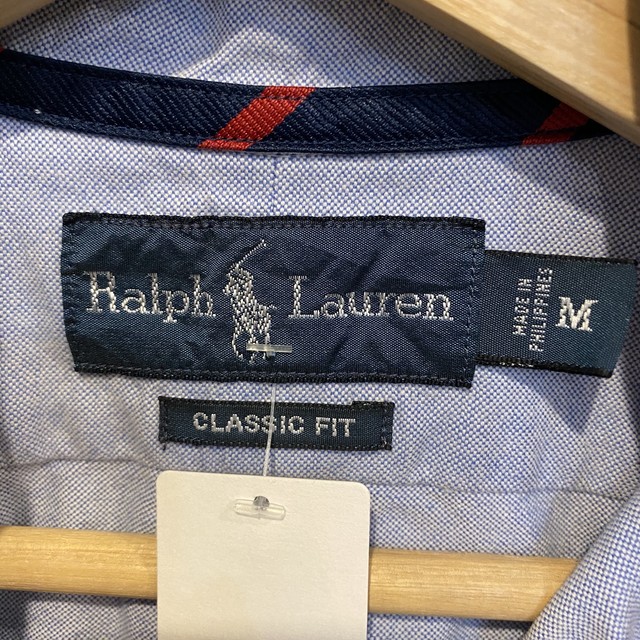 Ralph Lauren
MADE IN
PHILIPPINES
M
CLASSIC FIT